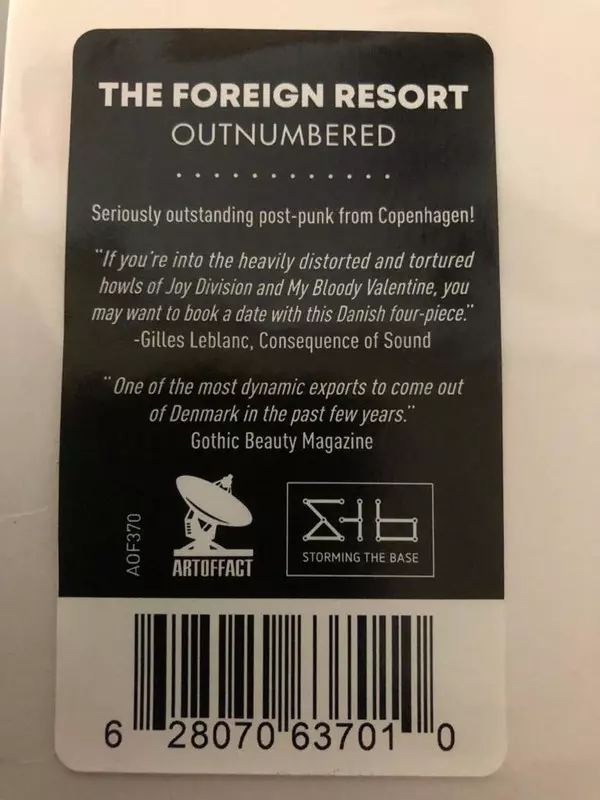 THE FOREIGN RESORT
OUTNUMBERED
Seriously outstanding post-punk from Copenhagen!
"If you're into the heavily distorted and tortured
howls of Joy Division and My Bloody Valentine, you
may want to book a date with this Danish four-piece."
-Gilles Leblanc, Consequence of Sound
"One of the most dynamic exports to come out
of Denmark in the past few years."
Gothic Beauty Magazine
AOF370
ARTOFFACT
STORMING THE BASE
6 28070 63701 0